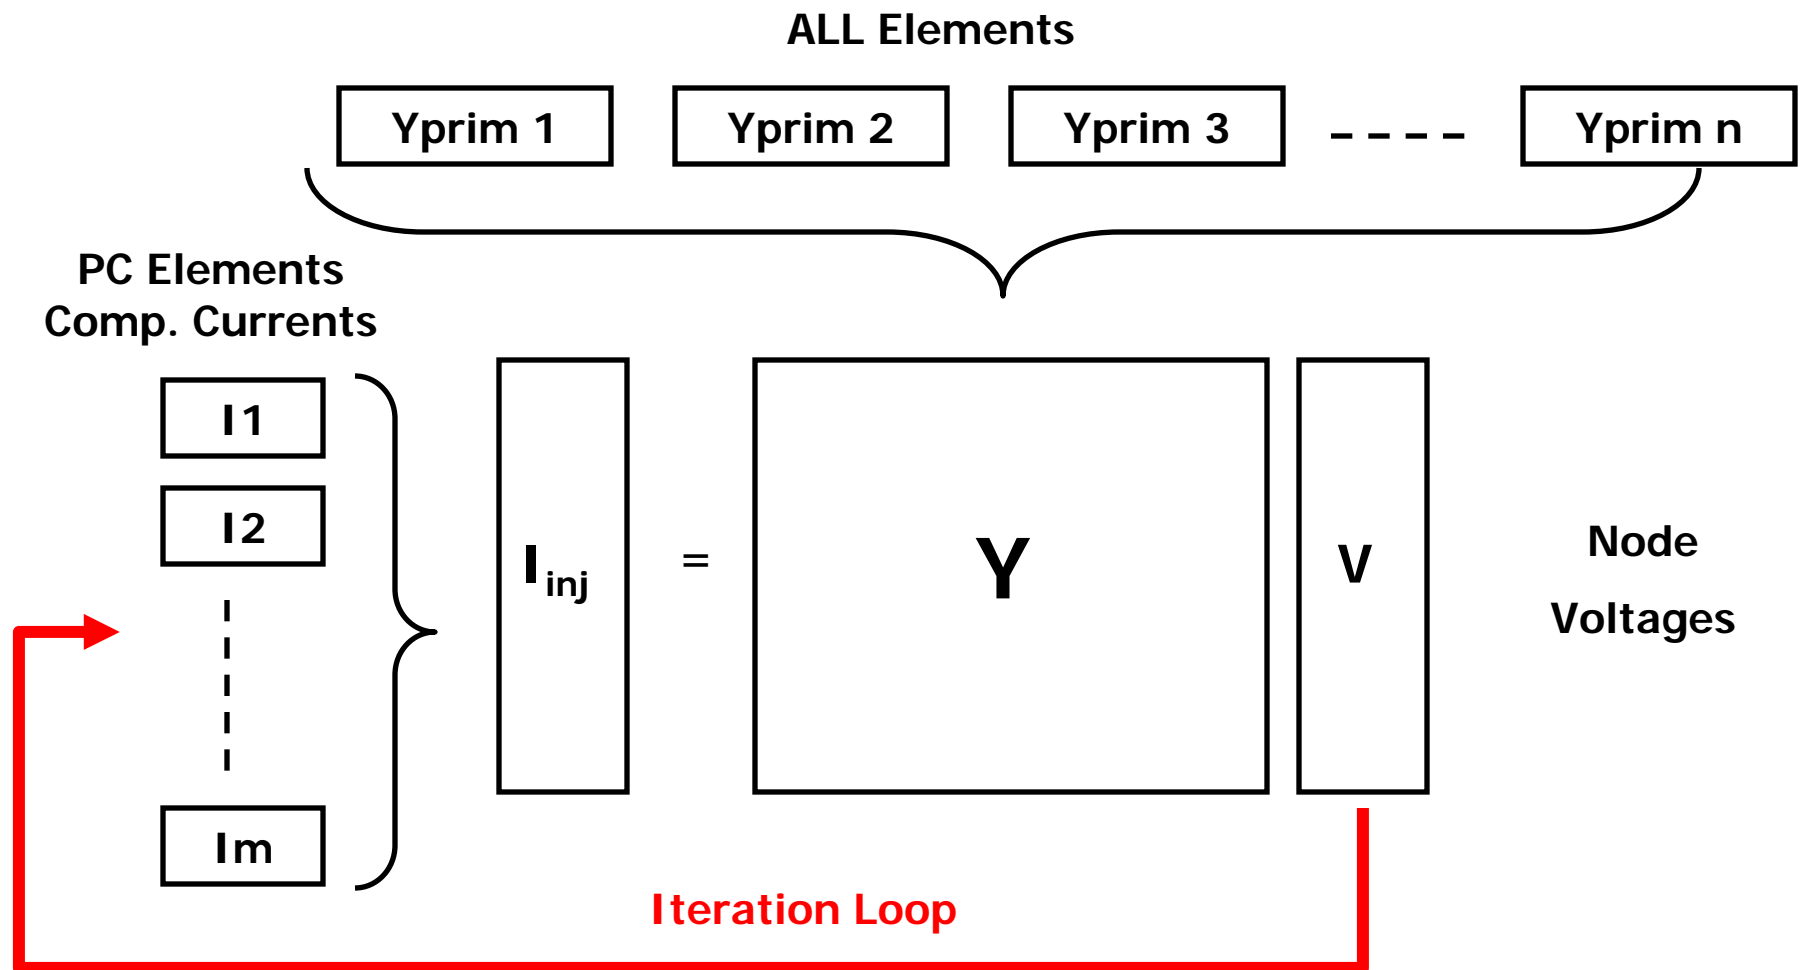 ALL Elements
Yprim 1 Yprim 2 Yprim 3 Yprim n
PC Elements
Comp. Currents
I1
I2
Im
Iinj = Y V
Node
Voltages
Iteration Loop